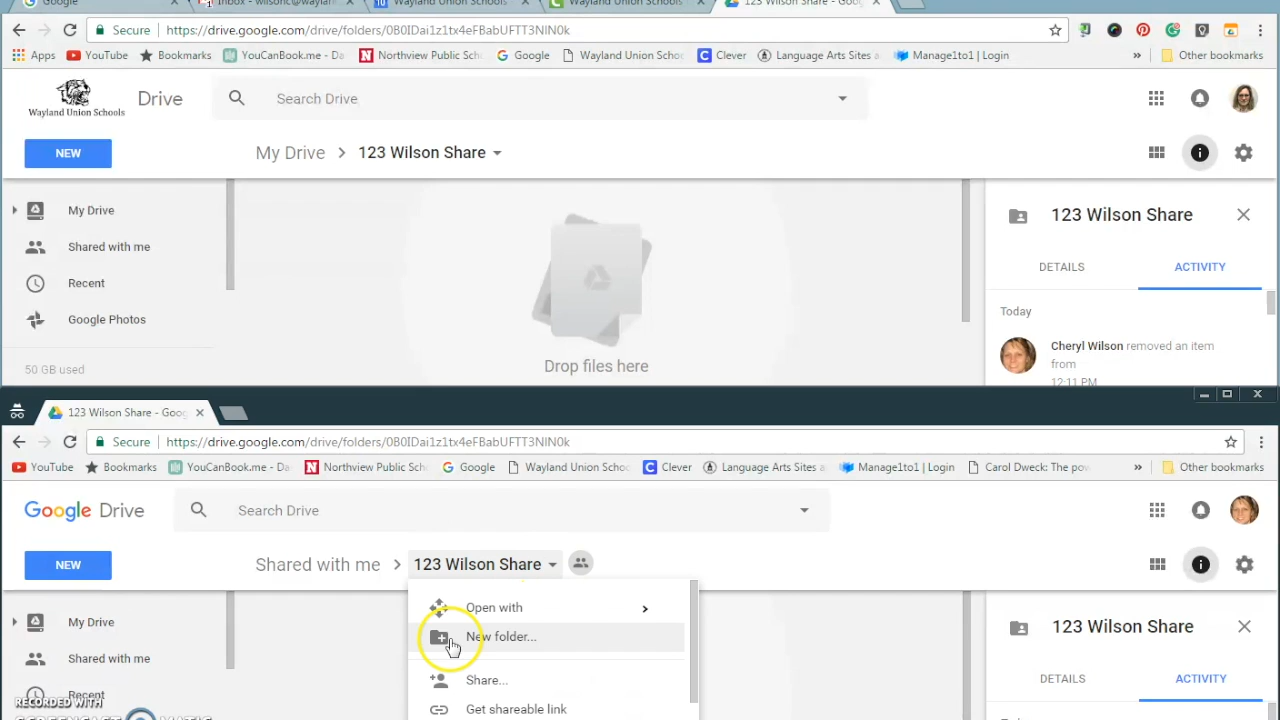 Google
Inbox - wilsonc@waylan
Wayland Union Schools
Wayland Union Schools
123 Wilson Share - Goog
Secure https://drive.google.com/drive/folders/0B0IDai1z1tx4eFBabUFTT3NIN0k
Apps YouTube Bookmarks YouCanBook.me - Da Northview Public Sch Google Wayland Union Schoo Clever Language Arts Sites a Manage1to1 | Login » Other bookmarks
Wayland Union Schools
Drive
Search Drive
NEW
My Drive > 123 Wilson Share
My Drive
Shared with me
Recent
Google Photos
50 GB used
Drop files here
123 Wilson Share
DETAILS ACTIVITY
Today
Cheryl Wilson removed an item
from
12:11 PM
123 Wilson Share - Goog
Secure https://drive.google.com/drive/folders/0B0IDai1z1tx4eFBabUFTT3NIN0k
YouTube Bookmarks YouCanBook.me - Da Northview Public Sch Google Wayland Union Schoo Clever Language Arts Sites a Manage1to1 | Login Carol Dweck: The pow » Other bookmarks
Google Drive
Search Drive
NEW
Shared with me > 123 Wilson Share
My Drive
Shared with me
Recent
Open with
New folder...
Share...
Get shareable link
123 Wilson Share
DETAILS ACTIVITY
RECORDED WITH